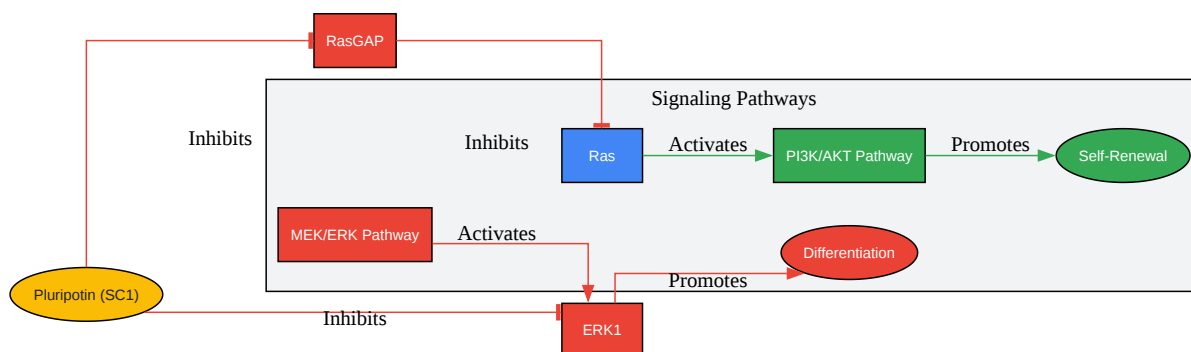 RasGAP
Signaling Pathways
Inhibits
Inhibits
Ras
Activates
PI3K/AKT Pathway
Promotes
Self-Renewal
MEK/ERK Pathway
Activates
Differentiation
Promotes
Pluripotin (SC1)
Inhibits
ERK1